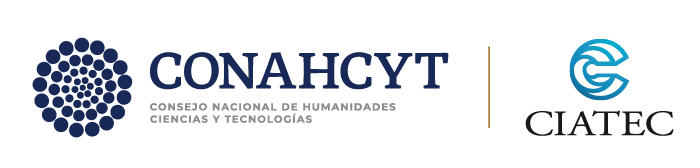 CONAHCYT
CONSEJO NACIONAL DE HUMANIDADES
CIENCIAS Y TECNOLOGÍAS
CIATEC